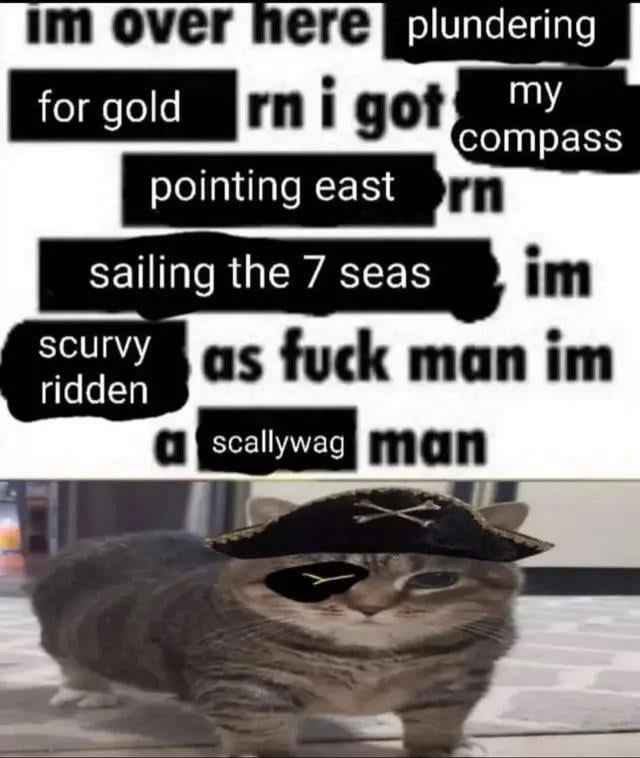 im over here plundering
for gold rn i got my compass
pointing east rn
sailing the 7 seas im
scurvy ridden as fuck man im
a scallywag man